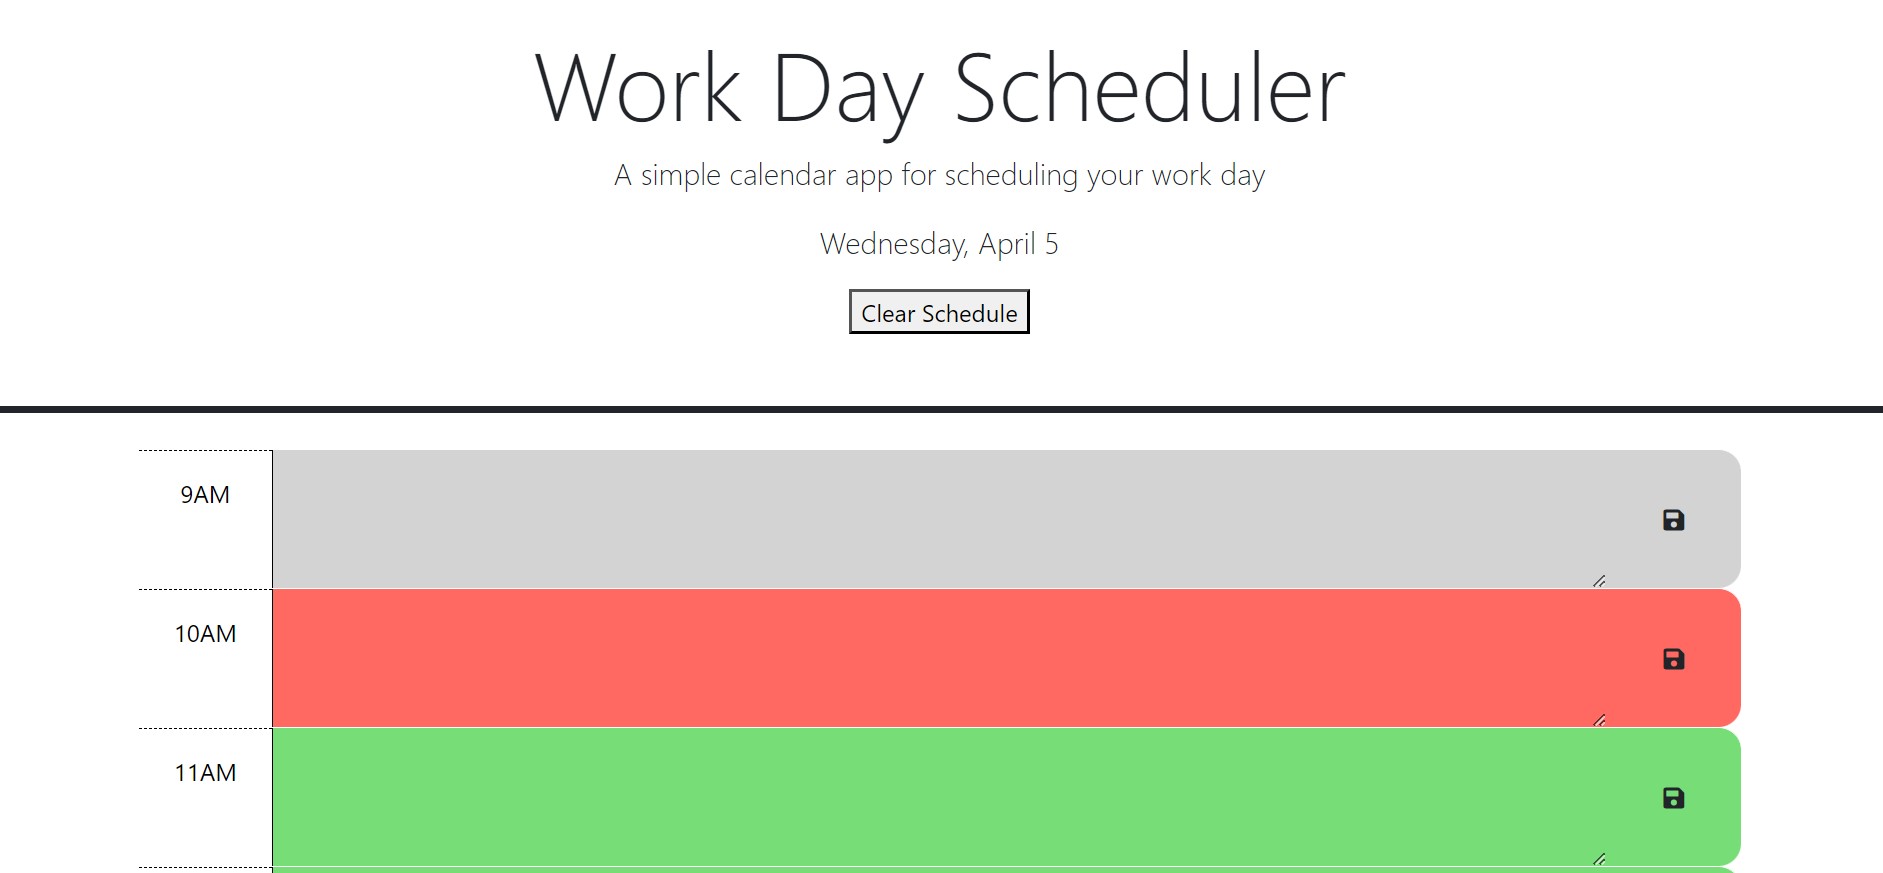 Work Day Scheduler
A simple calendar app for scheduling your work day
Wednesday, April 5
Clear Schedule
9AM
10AM
11AM